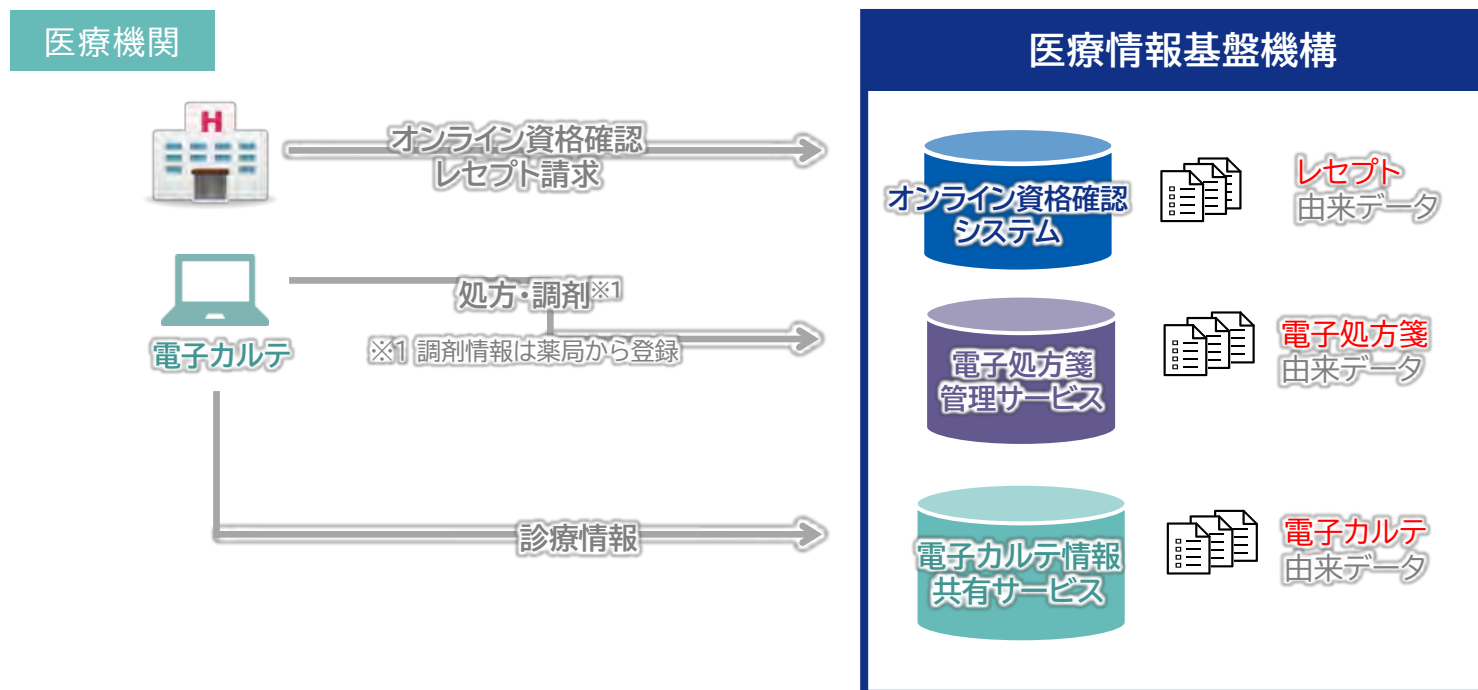 医療機関
医療情報基盤機構
H
オンライン資格確認
レセプト請求
オンライン資格確認
システム
レセプト
由来データ
電子カルテ
処方・調剤※1
※1 調剤情報は薬局から登録
電子処方箋
管理サービス
電子処方箋
由来データ
診療情報
電子カルテ情報
共有サービス
電子カルテ
由来データ